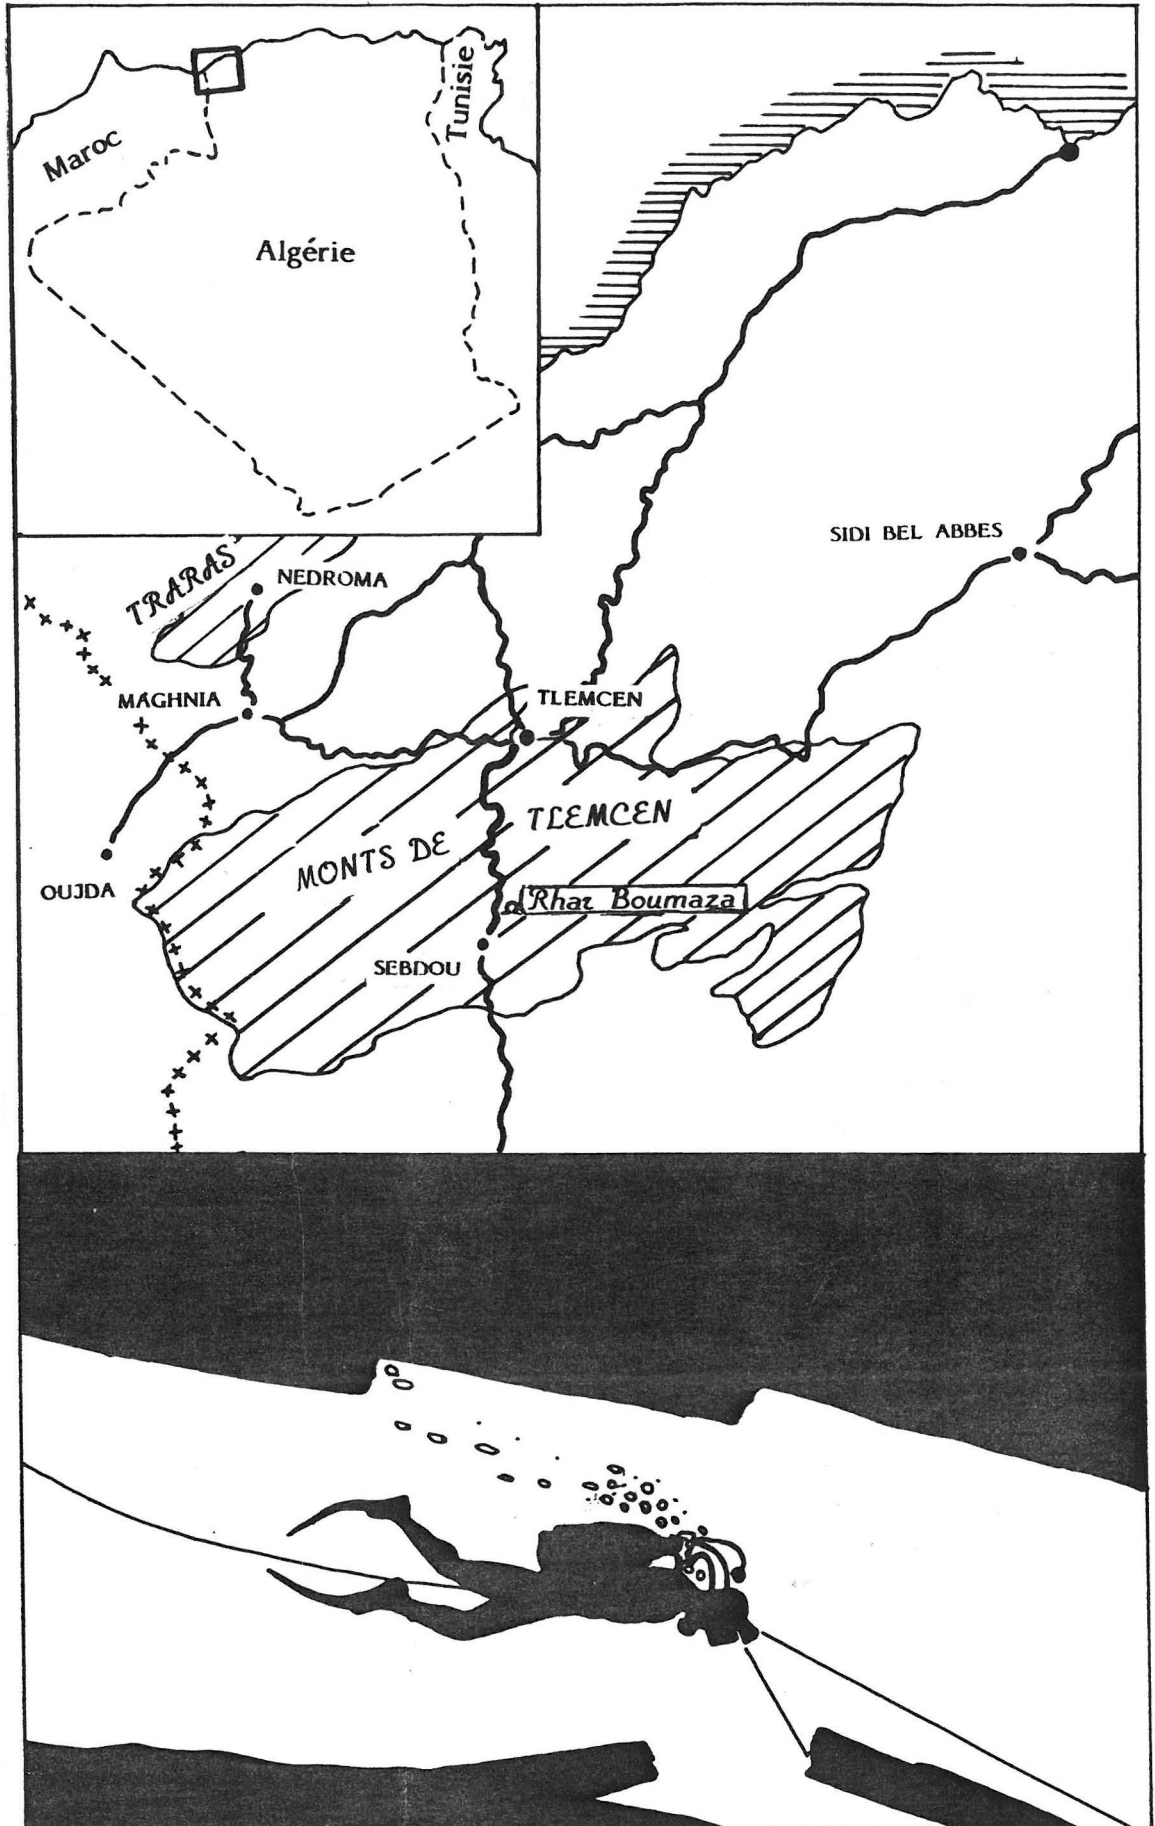 Maroc
Tunisie
Algérie
SIDI BEL ABBES
TRARAS
NEDROMA
MAGHNIA
TLEMCEN
MONTS DE TLEMCEN
OUJDA
Rhar Boumaza
SEBDOU